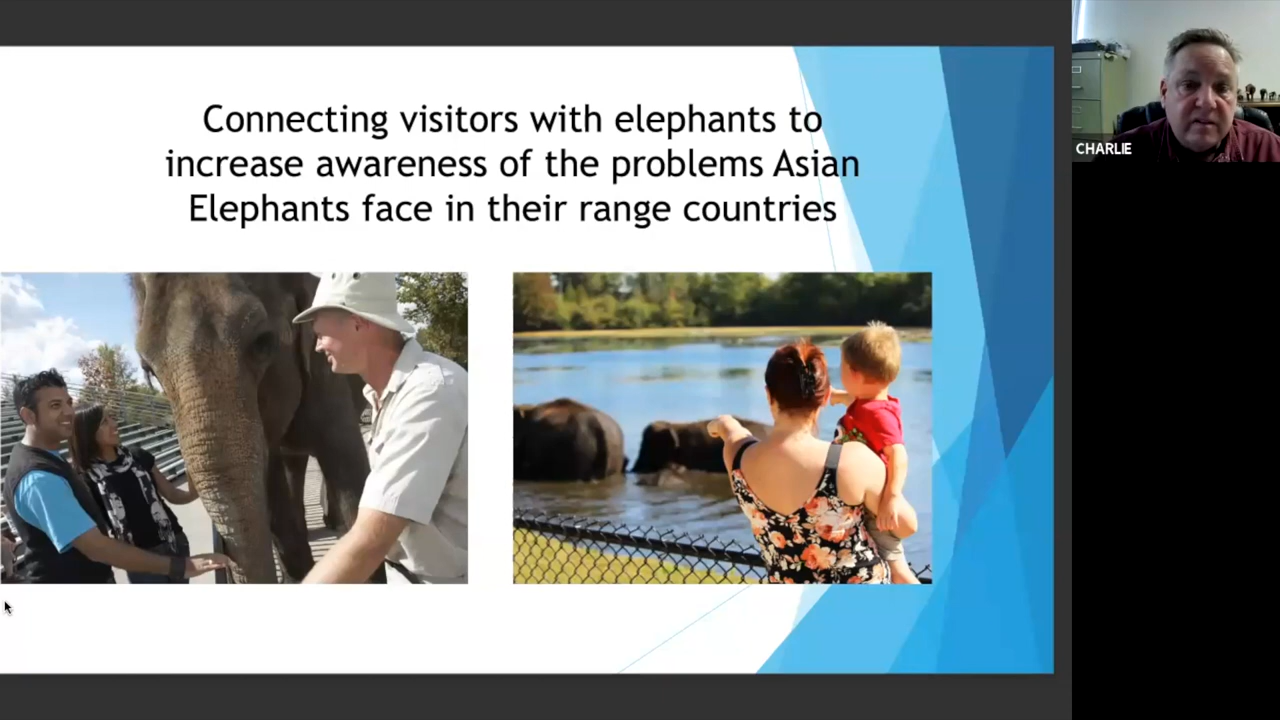 Connecting visitors with elephants to
increase awareness of the problems Asian
Elephants face in their range countries
CHARLIE